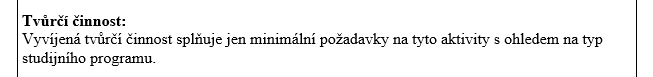 Tvůrčí činnost:
Vyvíjená tvůrčí činnost splňuje jen minimální požadavky na tyto aktivity s ohledem na typ
studijního programu.